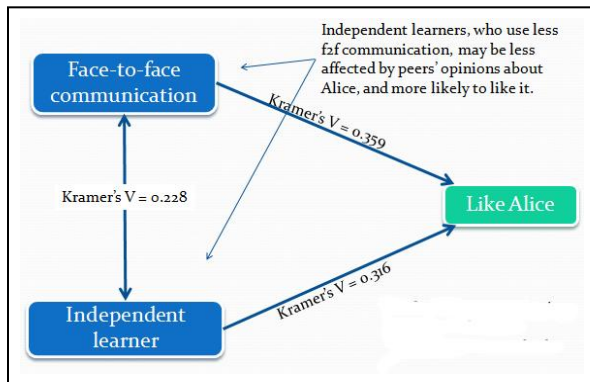 Independent learners, who use less
f2f communication, may be less
affected by peers' opinions about
Alice, and more likely to like it.
Face-to-face
communication
Kramer's V = 0.359
Kramer's V = 0.228
Like Alice
Kramer's V = 0.316
Independent
learner